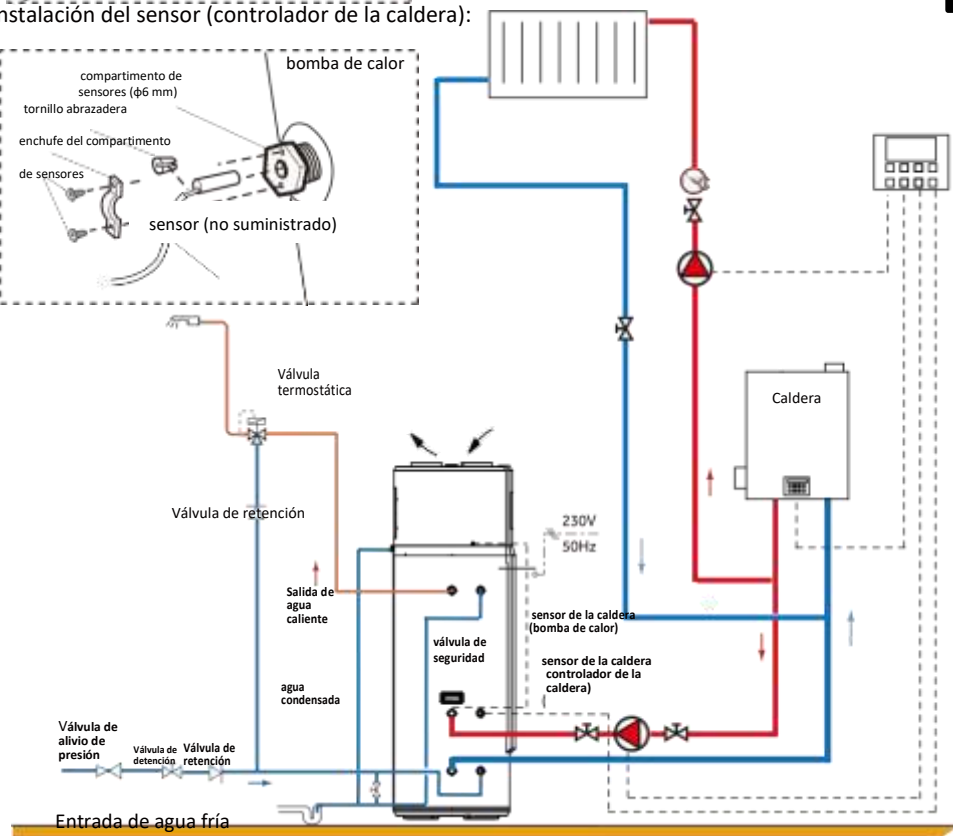 nstalación del sensor (controlador de la caldera):
bomba de calor
compartimento de
sensores (ϕ6 mm)
tornillo abrazadera
enchufe del compartimento
de sensores
sensor (no suministrado)
Válvula
termostática
Caldera
Válvula de retención
230V
50Hz
Salida de
agua
caliente
sensor de la caldera
(bomba de calor)
válvula de
seguridad
sensor de la caldera
controlador de la
( caldera)
agua
condensada
Válvula de
alivio de
presión
Válvula de
detención
Válvula de
retención
Entrada de agua fría